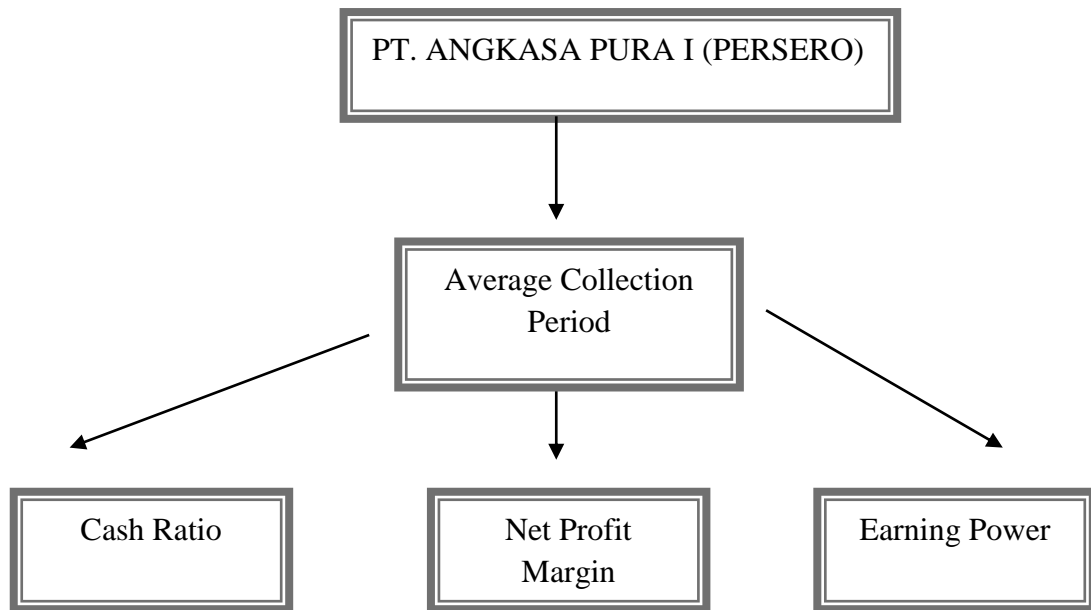 PT. ANGKASA PURA I (PERSERO)
Average Collection
Period
Cash Ratio
Net Profit
Margin
Earning Power